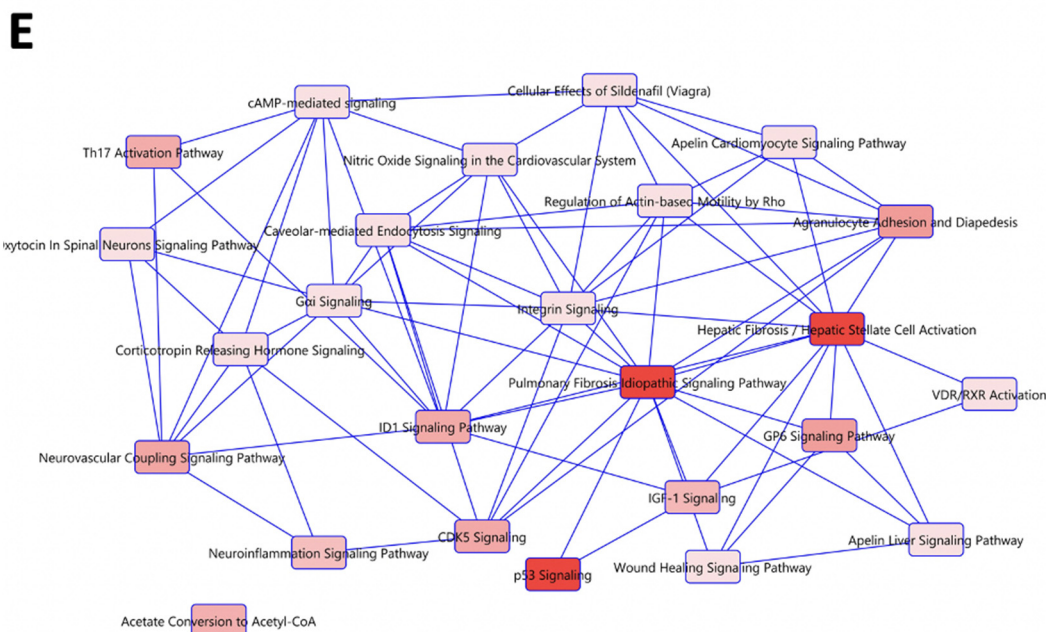 E
Cellular Effects of Sildenafil (Viagra)
cAMP-mediated signaling
Apelin Cardiomyocyte Signaling Pathway
Th17 Activation Pathway
Nitric Oxide Signaling in the Cardiovascular System
Regulation of Actin-based Motility by Rho
Agranulocyte Adhesion and Diapedesis
Caveolar-mediated Endocytosis Signaling
In Spinal Neurons Signaling Pathway
Gαi Signaling
Integrin Signaling
Hepatic Fibrosis / Hepatic Stellate Cell Activation
Corticotropin Releasing Hormone Signaling
Pulmonary Fibrosis Idiopathic Signaling Pathway
VDR/RXR Activation
ID1 Signaling Pathway
GP6 Signaling Pathway
Neurovascular Coupling Signaling Pathway
IGF-1 Signaling
CDK5 Signaling
Apelin Liver Signaling Pathway
Neuroinflammation Signaling Pathway
Wound Healing Signaling Pathway
p53 Signaling
Acetate Conversion to Acetyl-CoA